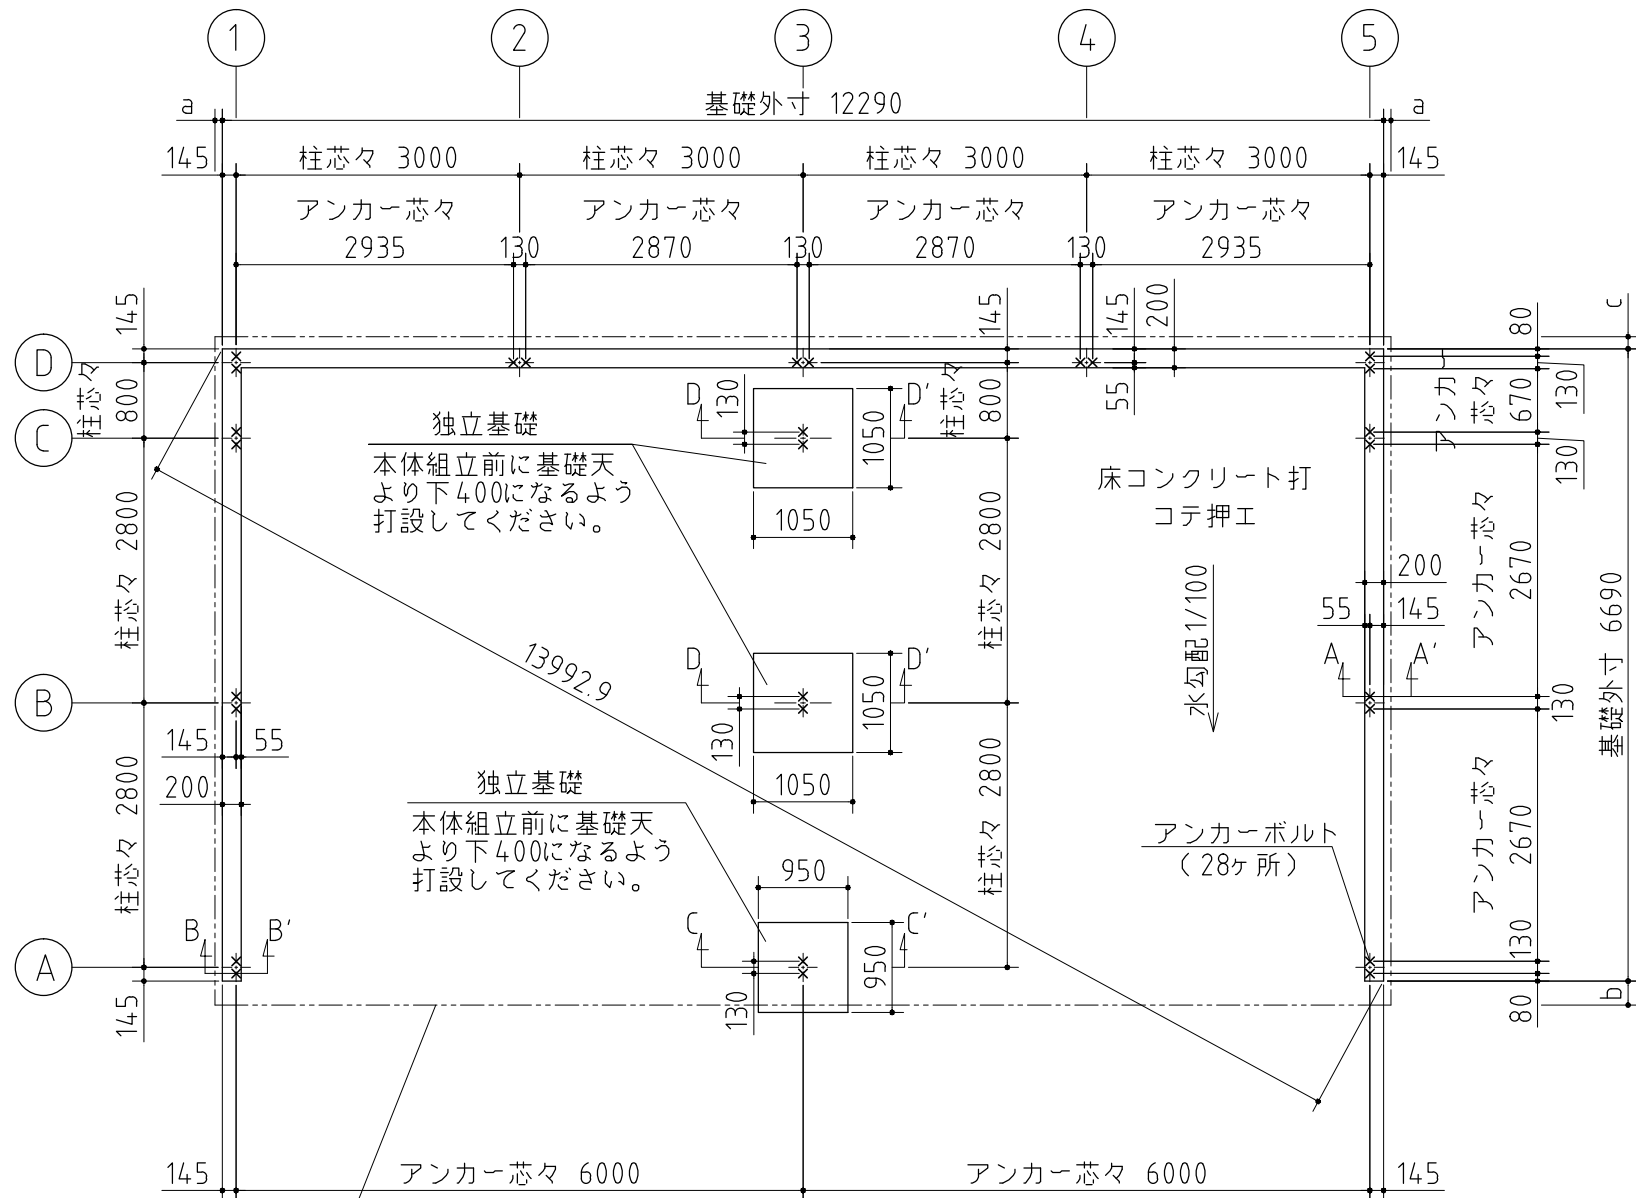 1 2 3 4 5
a 基礎外寸 12290 a
145 柱芯々 3000 柱芯々 3000 柱芯々 3000 柱芯々 3000 145
アンカー芯々 アンカー芯々 アンカー芯々 アンカー芯々
2935 130 2870 130 2870 130 2935
145 145 145 200 80 c
D
柱芯々 800
130
D D'
1050
1050
柱芯々 800
55
アンカー芯々
670
130
130
C
独立基礎
本体組立前に基礎天
より下400になるよう
打設してください。
床コンクリート打
コテ押エ
柱芯々 2800
柱芯々 2800
アンカー芯々
2670
200
55 145
A A'
水勾配1/100
13992.9
基礎外寸 6690
B
D D'
1050
130
1050
130
145 55
200
柱芯々 2800
独立基礎
本体組立前に基礎天
より下400になるよう
打設してください。
柱芯々 2800
アンカーボルト
(28ヶ所)
アンカー芯々
2670
950
C C'
950
130
B B'
A
145
130
80
b
145 アンカー芯々 6000 アンカー芯々 6000 145